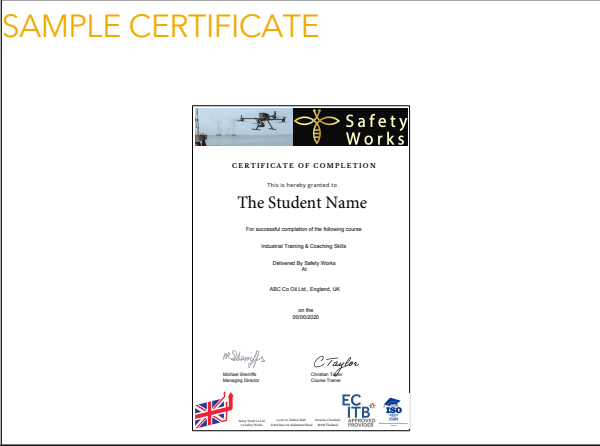 SAMPLE CERTIFICATE
Safety
Works
CERTIFICATE OF COMPLETION
This is hereby granted to
The Student Name
For successful completion of the following course
Industrial Training & Coaching Skills
Delivered By Safety Works
At
ABC Co Oil Ltd., England, UK
on the
00/00/2020
M Sherriffs
C Taylor
Michael Sherriffs
Managing Director
Christian Taylor
Course Trainer
EC
ITB
APPROVED
PROVIDER
ISO